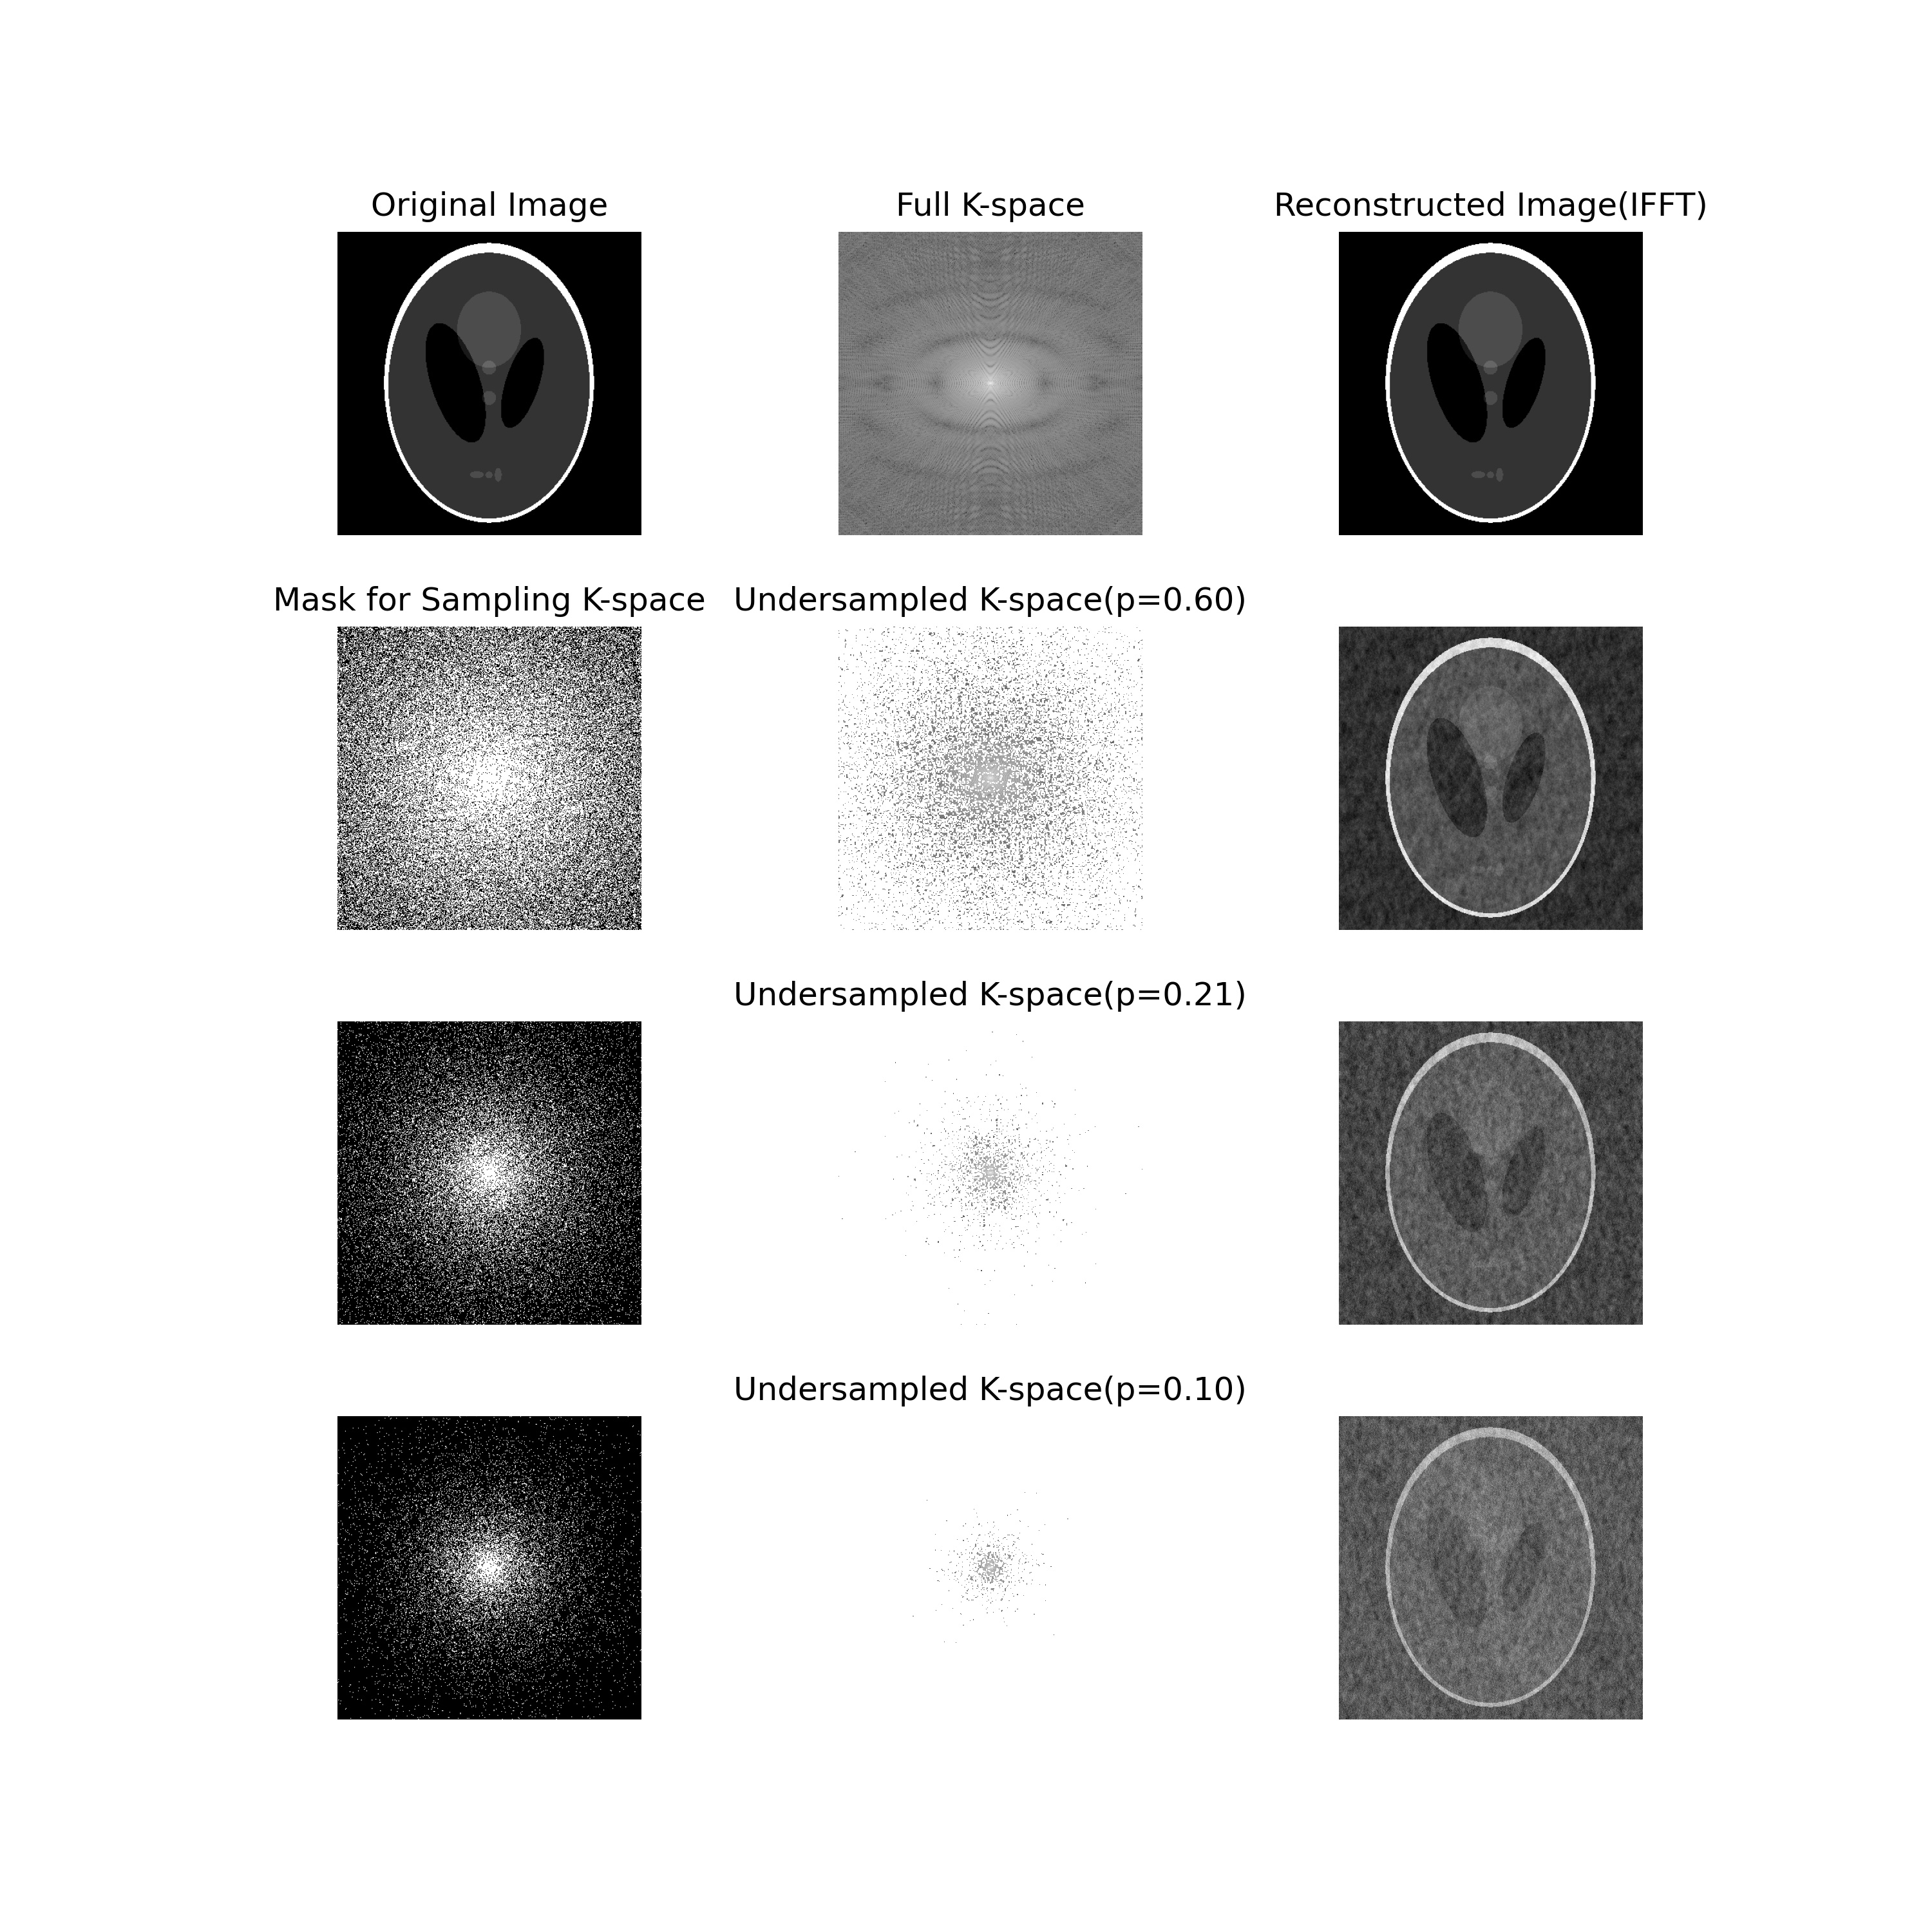 Original Image
Full K-space
Reconstructed Image(IFFT)
Mask for Sampling K-space
Undersampled K-space(p=0.60)
Undersampled K-space(p=0.21)
Undersampled K-space(p=0.10)